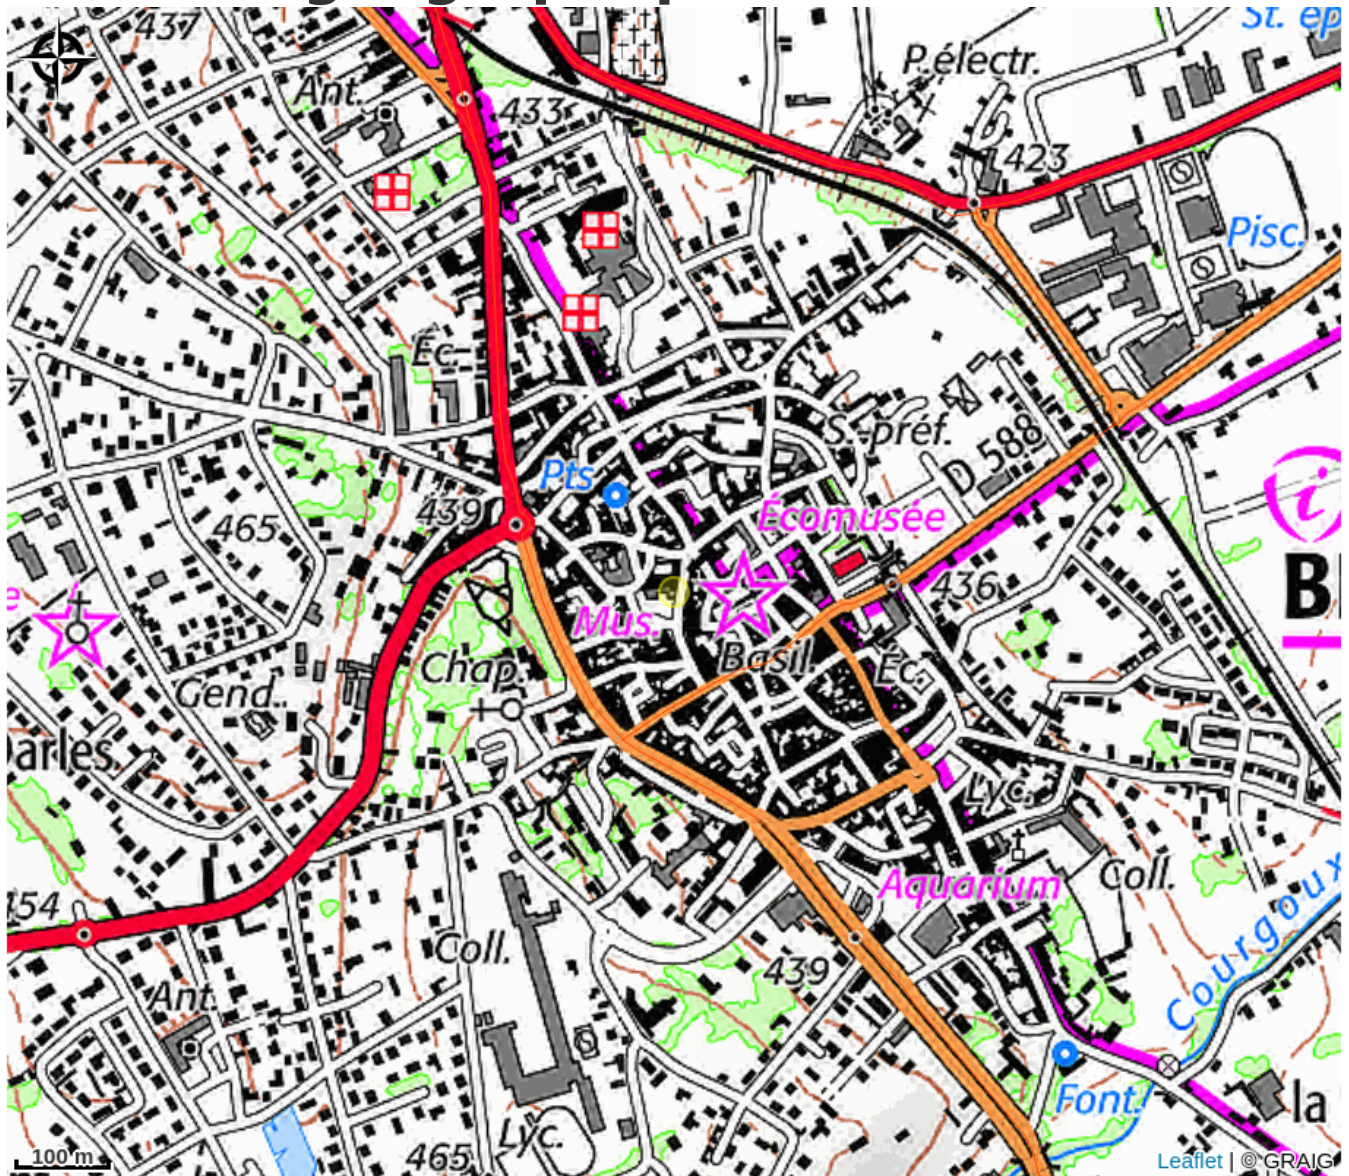 437
St. ép
P.électr.
Ant.
433
423
Pisc.
Éc.
S.-préf.
D 588
Pts
439
Écomusée
465
436
B
Mus.
Basil.
Éc.
Chap.
Gend.
arles
Lyc.
Coll.
Aquarium
454
Coll.
439
Courgoux
Ant.
Font.
la
Lyc.
465
100 m
Leaflet | © GRAIG